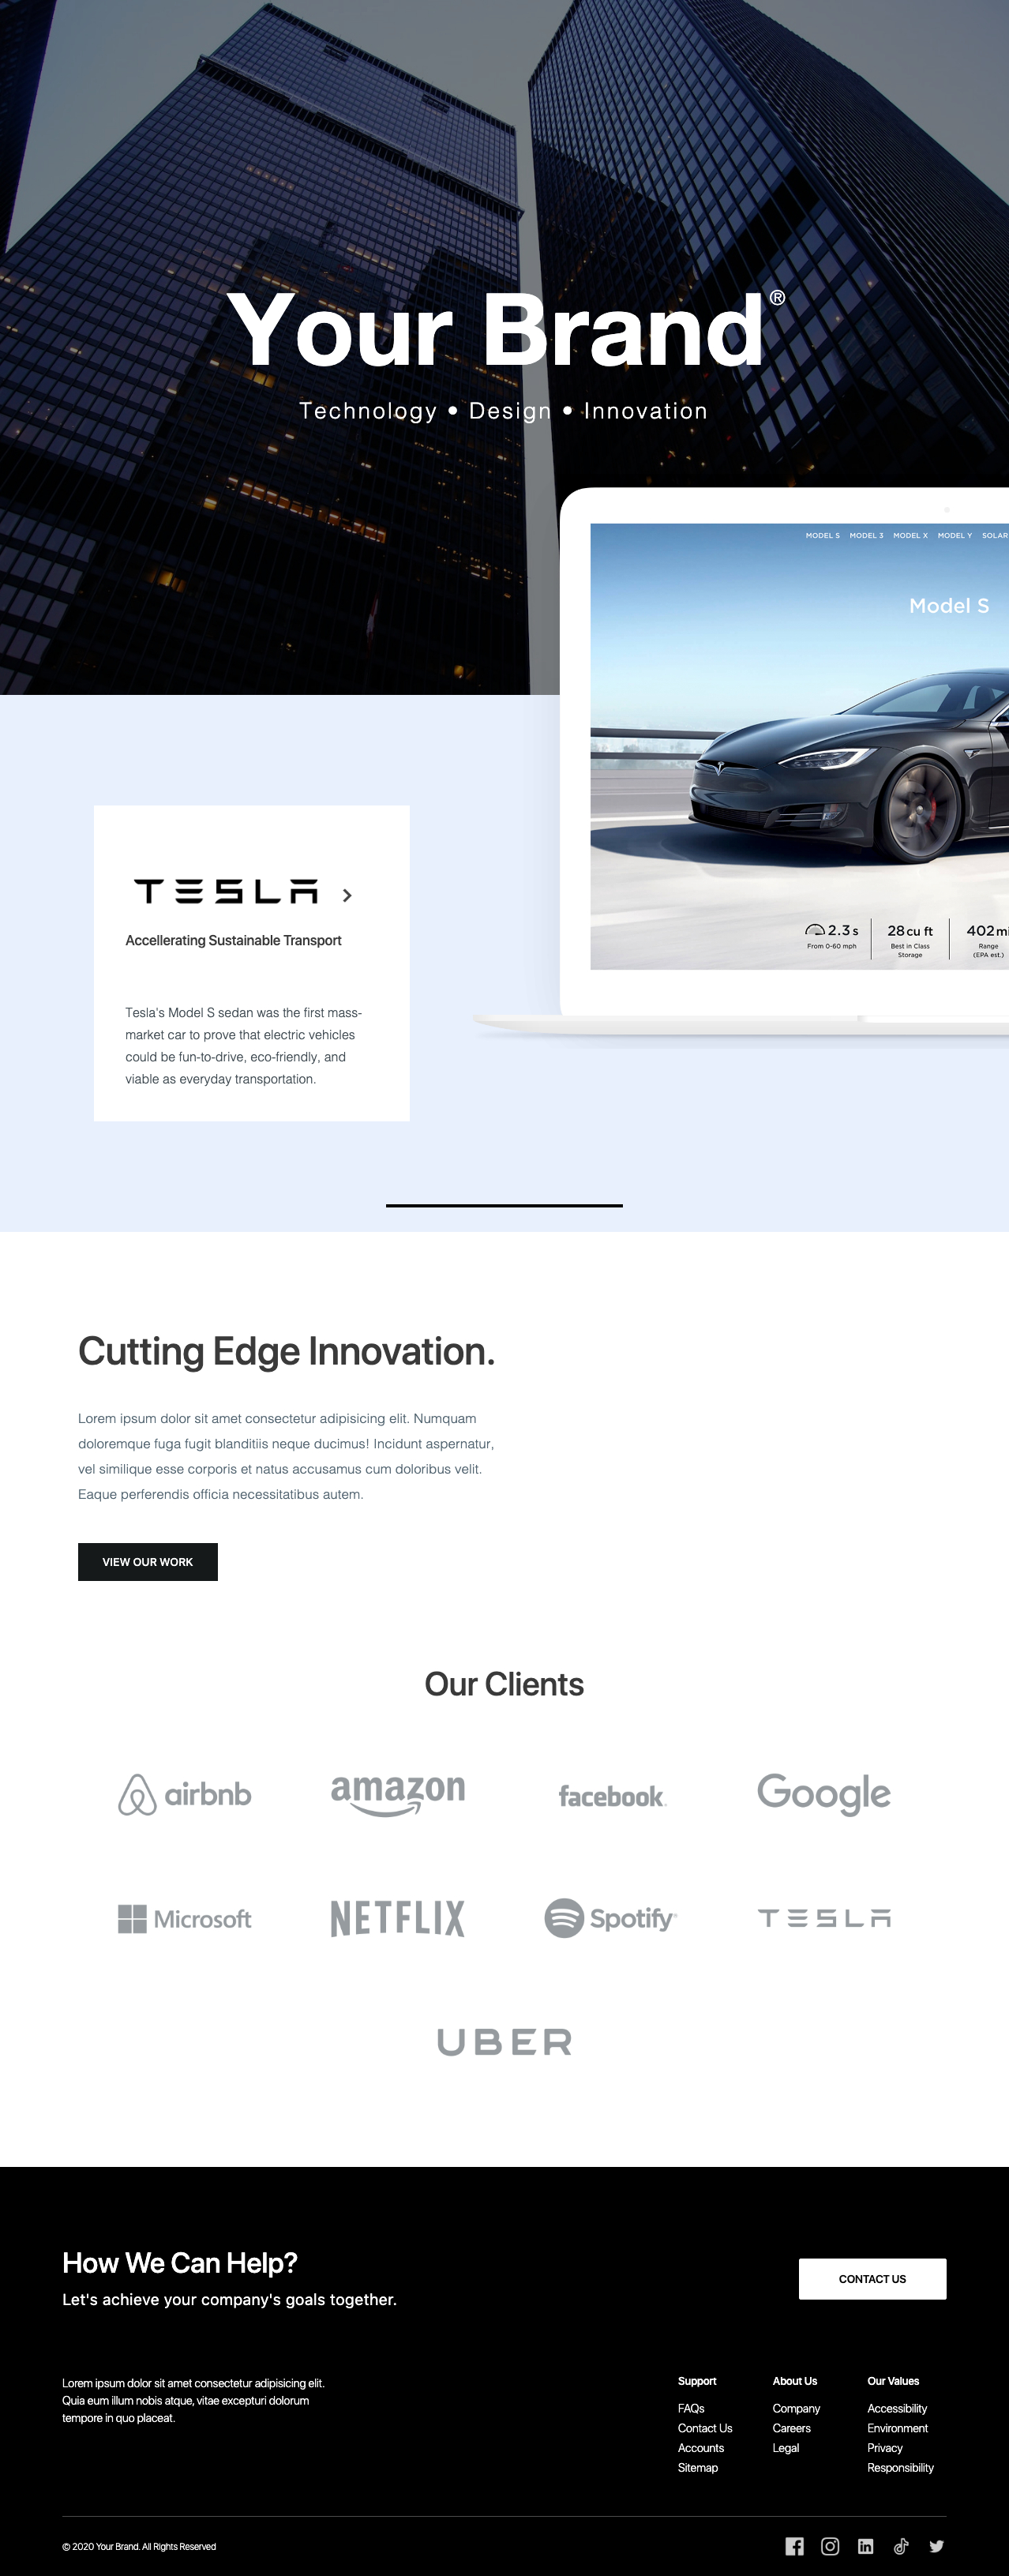 Your Brand®
Technology • Design • Innovation
MODEL S MODEL 3 MODEL X MODEL Y SOLAR
Model S
2.3 s 28 cu ft 402 mi
From 0-60 mph Best in Class Range
Storage (EPA est.)
TESLA
Accellerating Sustainable Transport
Tesla's Model S sedan was the first mass-
market car to prove that electric vehicles
could be fun-to-drive, eco-friendly, and
viable as everyday transportation.
Cutting Edge Innovation.
Lorem ipsum dolor sit amet consectetur adipisicing elit. Numquam
doloremque fuga fugit blanditiis neque ducimus! Incidunt aspernatur,
vel similique esse corporis et natus accusamus cum doloribus velit.
Eaque perferendis officia necessitatibus autem.
VIEW OUR WORK
Our Clients
airbnb amazon facebook. Google
Microsoft NETFLIX Spotify® TESLA
UBER
How We Can Help?
Let's achieve your company's goals together.
CONTACT US
Lorem ipsum dolor sit amet consectetur adipisicing elit.
Quia eum illum nobis atque, vitae excepturi dolorum
tempore in quo placeat.
Support
FAQs
Contact Us
Accounts
Sitemap
About Us
Company
Careers
Legal
Our Values
Accessibility
Environment
Privacy
Responsibility
© 2020 Your Brand. All Rights Reserved